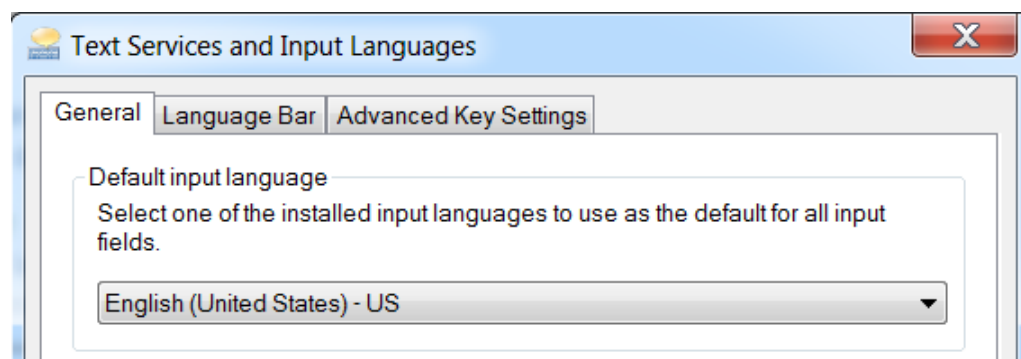 Text Services and Input Languages
General Language Bar Advanced Key Settings
Default input language
Select one of the installed input languages to use as the default for all input
fields.
English (United States) - US